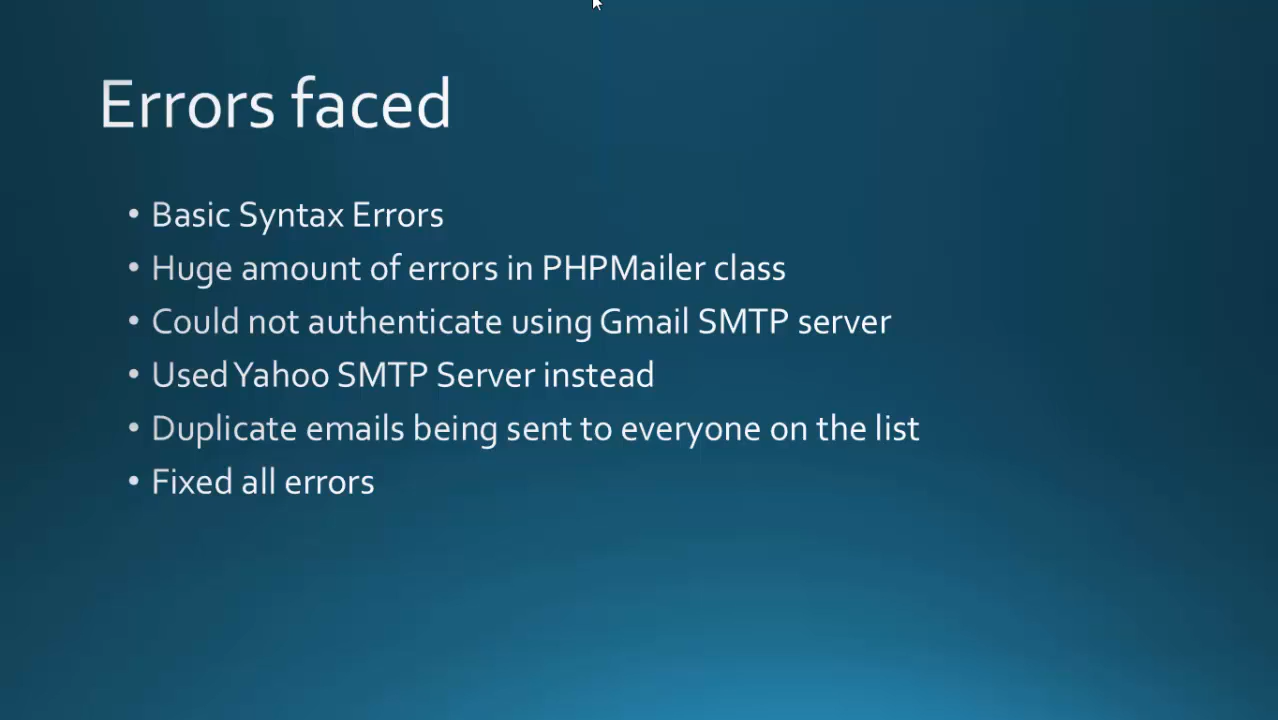 Errors faced
• Basic Syntax Errors
• Huge amount of errors in PHPMailer class
• Could not authenticate using Gmail SMTP server
• Used Yahoo SMTP Server instead
• Duplicate emails being sent to everyone on the list
• Fixed all errors